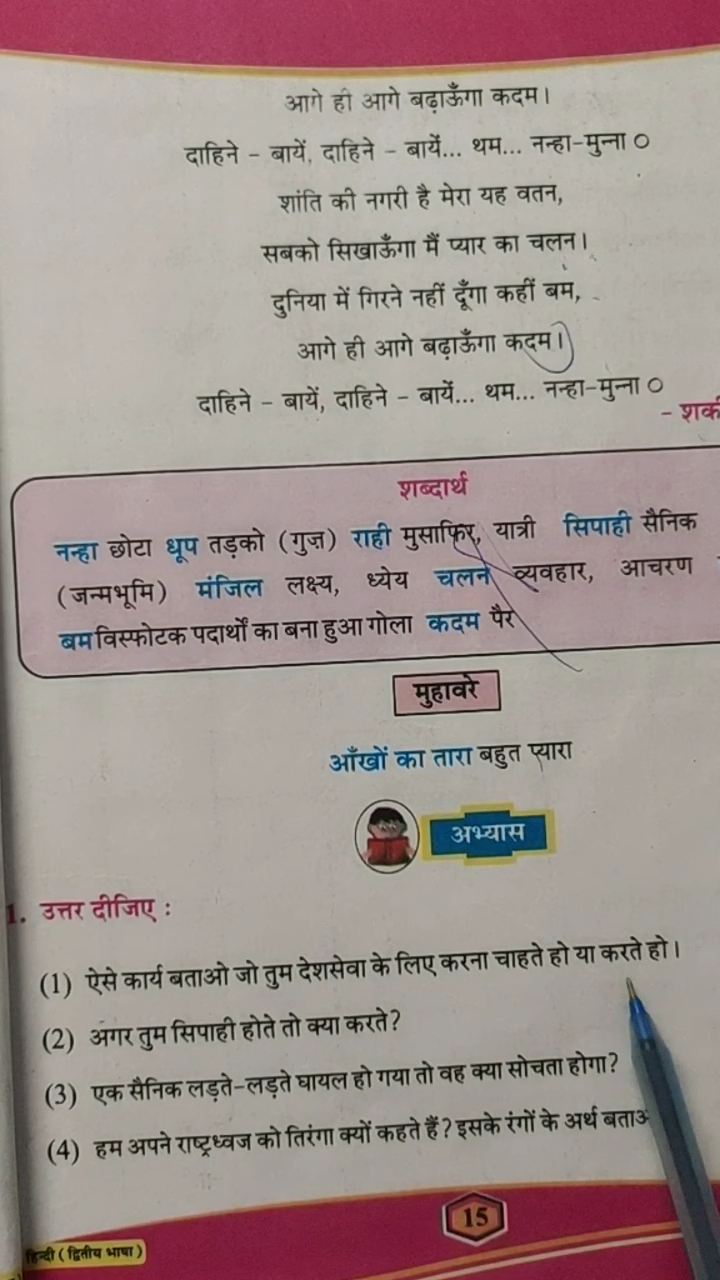 आगे ही आगे बढ़ाऊँगा कदम।
दाहिने - बायें, दाहिने - बायें... थम... नन्हा-मुन्ना ०
शांति की नगरी है मेरा यह वतन,
सबको सिखाऊँगा मैं प्यार का चलन।
दुनिया में गिरने नहीं दूँगा कहीं बम,
आगे ही आगे बढ़ाऊँगा कदम।
दाहिने - बायें, दाहिने - बायें... थम... नन्हा-मुन्ना ०
- शकी
शब्दार्थ
नन्हा छोटा धूप तड़को (गुज़) राही मुसाफिर, यात्री सिपाही सैनिक
(जन्मभूमि) मंजिल लक्ष्य, ध्येय चलन व्यवहार, आचरण
बम विस्फोटक पदार्थों का बना हुआ गोला कदम पैर
मुहावरे
आँखों का तारा बहुत प्यारा
अभ्यास
1. उत्तर दीजिए :
(1) ऐसे कार्य बताओ जो तुम देशसेवा के लिए करना चाहते हो या करते हो।
(2) अगर तुम सिपाही होते तो क्या करते?
(3) एक सैनिक लड़ते-लड़ते घायल हो गया तो वह क्या सोचता होगा?
(4) हम अपने राष्ट्रध्वज को तिरंगा क्यों कहते हैं? इसके रंगों के अर्थ
15
हिन्दी (द्वितीय भाषा)